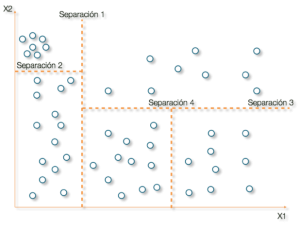 X2
Separación 1
Separación 2
Separación 4
Separación 3
X1